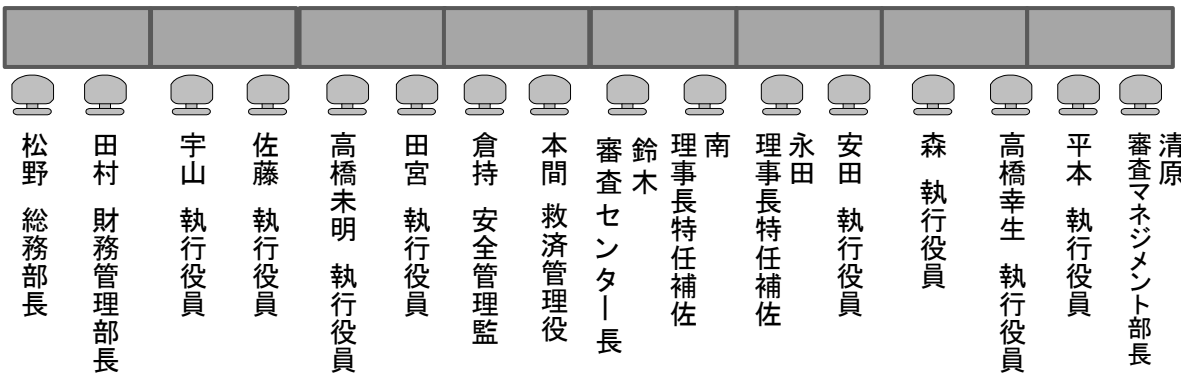 松野 総務部長
田村 財務管理部長
宇山 執行役員
佐藤 執行役員
高橋未明 執行役員
田宮 執行役員
倉持 安全管理監
本間 救済管理役
鈴木
審査センター長
南
理事長特任補佐
永田
理事長特任補佐
安田 執行役員
森 執行役員
高橋幸生 執行役員
平本 執行役員
清原
審査マネジメント部長